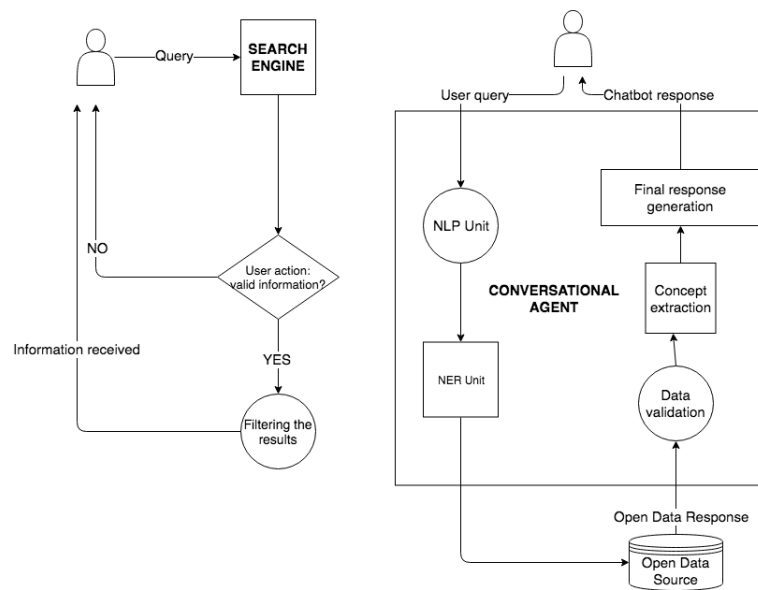 Query
SEARCH
ENGINE
NO
User action:
valid information?
Information received
YES
Filtering the
results
User query
Chatbot response
NLP Unit
Final response
generation
CONVERSATIONAL
AGENT
Concept
extraction
NER Unit
Data
validation
Open Data Response
Open Data
Source